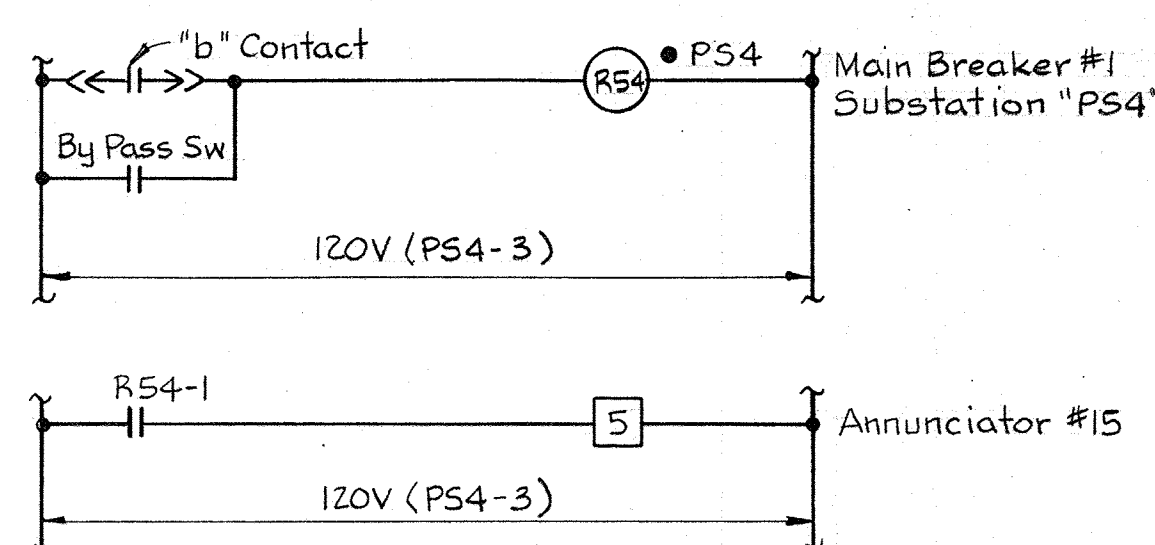 "b" Contact
R54
PS4
Main Breaker #1
Substation "PS4"
By Pass Sw
120V (PS4-3)
R54-1
5
Annunciator #15
120V (PS4-3)